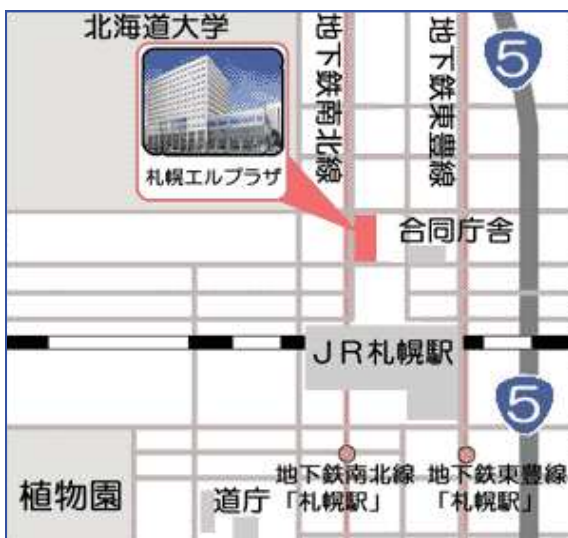 北海道大学
地下鉄南北線
地下鉄東豊線
5
札幌エルプラザ
合同庁舎
JR札幌駅
5
地下鉄南北線
「札幌駅」
地下鉄東豊線
「札幌駅」
植物園
道庁